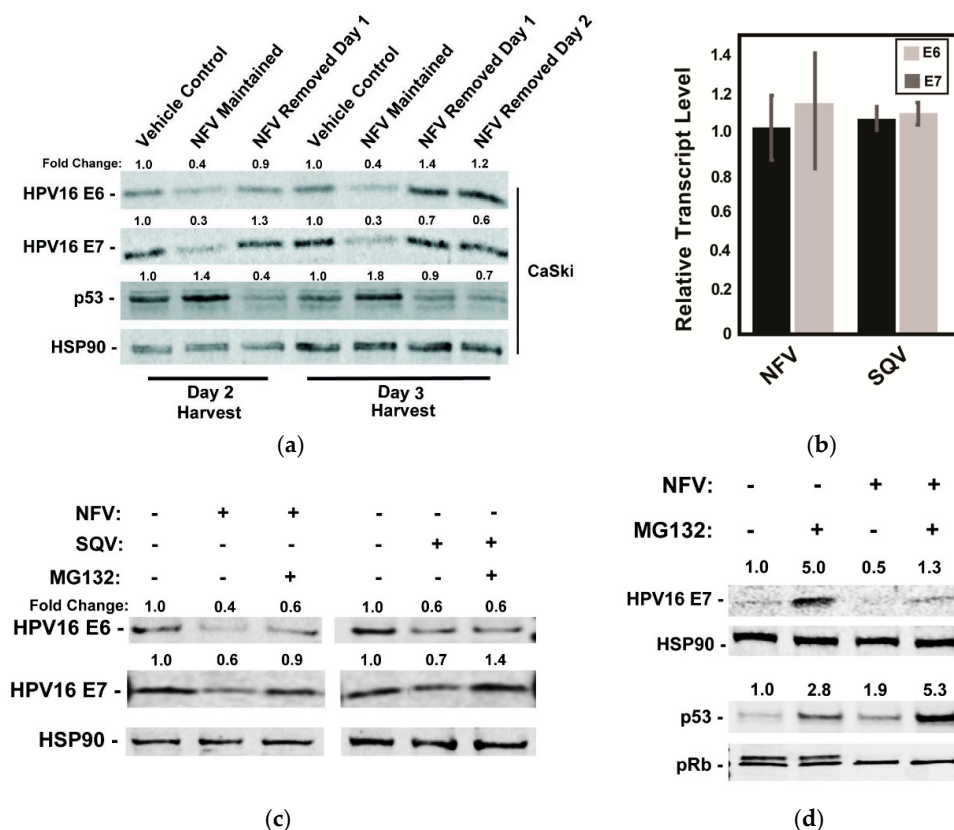 Vehicle Control NFV Maintained NFV Removed Day 1 Vehicle Control NFV Maintained NFV Removed Day 1 NFV Removed Day 2
Fold Change: 1.0 0.4 0.9 1.0 0.4 1.4 1.2
HPV16 E6 -
1.0 0.3 1.3 1.0 0.3 0.7 0.6
HPV16 E7 -
1.0 1.4 0.4 1.0 1.8 0.9 0.7
p53 -
HSP90 -
CaSki
Day 2 Harvest
Day 3 Harvest
(a)
Relative Transcript Level
1.4
1.2
1.0
1.2
1.4
1.2
0.4
0.2
0
E6
E7
NFV SQV
(b)
NFV: - + + - - -
SQV: - - - - + +
MG132: - - + - - +
Fold Change: 1.0 0.4 0.6 1.0 0.6 0.6
HPV16 E6 -
1.0 0.6 0.9 1.0 0.7 1.4
HPV16 E7 -
HSP90 -
(c)
NFV: - - + +
MG132: - + - +
1.0 5.0 0.5 1.3
HPV16 E7 -
HSP90 -
1.0 2.8 1.9 5.3
p53 -
pRb -
(d)